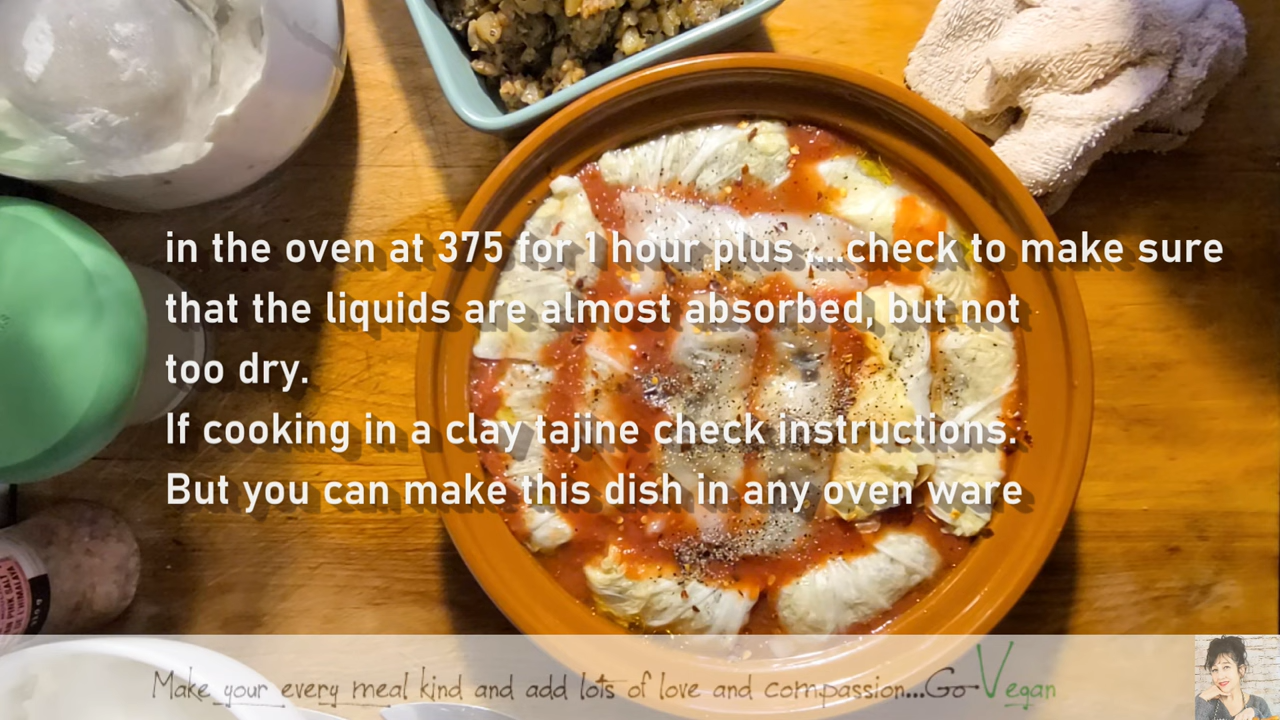 in the oven at 375 for 1 hour plus ....check to make sure
that the liquids are almost absorbed, but not
too dry.
If cooking in a clay tajine check instructions.
But you can make this dish in any oven ware
PINK SALT
Make your every meal kind and add lots of love and compassion...Go Vegan